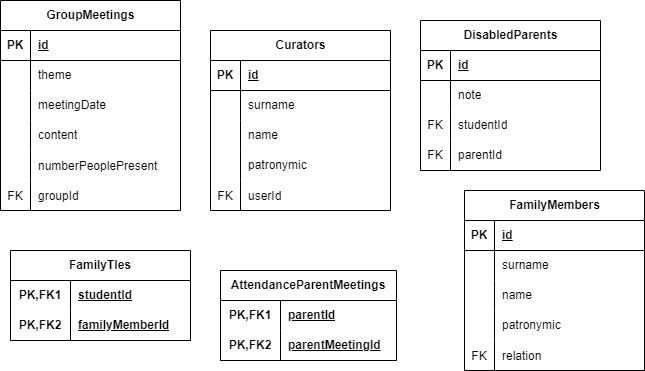 GroupMeetings
PK id
theme
meetingDate
content
numberPeoplePresent
FK groupId
Curators
PK id
surname
name
patronymic
FK userId
DisabledParents
PK id
note
FK studentId
FK parentId
FamilyMembers
PK id
surname
name
patronymic
FK relation
FamilyTIes
PK,FK1 studentId
PK,FK2 familyMemberId
AttendanceParentMeetings
PK,FK1 parentId
PK,FK2 parentMeetingId